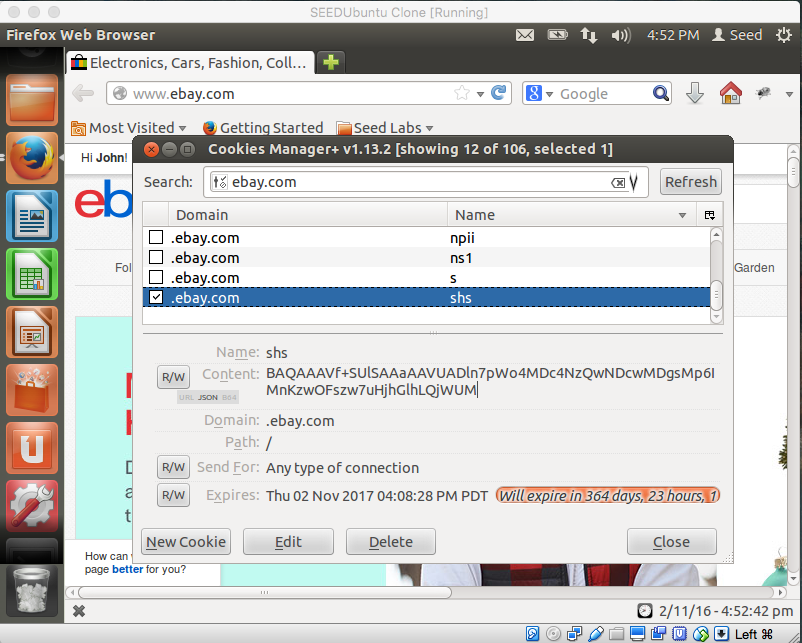 SEEDUbuntu Clone [Running]
Firefox Web Browser
4:52 PM Seed
Electronics, Cars, Fashion, Coll...
www.ebay.com
Google
Most Visited Getting Started Seed Labs
Hi John!
Cookies Manager+ v1.13.2 [showing 12 of 106, selected 1]
Search: ebay.com Refresh
eb
Domain Name
.ebay.com npii
.ebay.com ns1
.ebay.com s
.ebay.com shs
Fol
Garden
Name: shs
R/W Content: BAQAAAVf+SUlSAAaAAVUADln7pWo4MDc4NzQwNDcwMDgsMp6I
MnKzwOFszw7uHjhGlhLQjWUM
URL JSON B64
Domain: .ebay.com
Path: /
R/W Send For: Any type of connection
R/W Expires: Thu 02 Nov 2017 04:08:28 PM PDT Will expire in 364 days, 23 hours, 1
New Cookie Edit Delete Close
How can
page better for you?
2/11/16 - 4:52:42 PM
Left ⌘